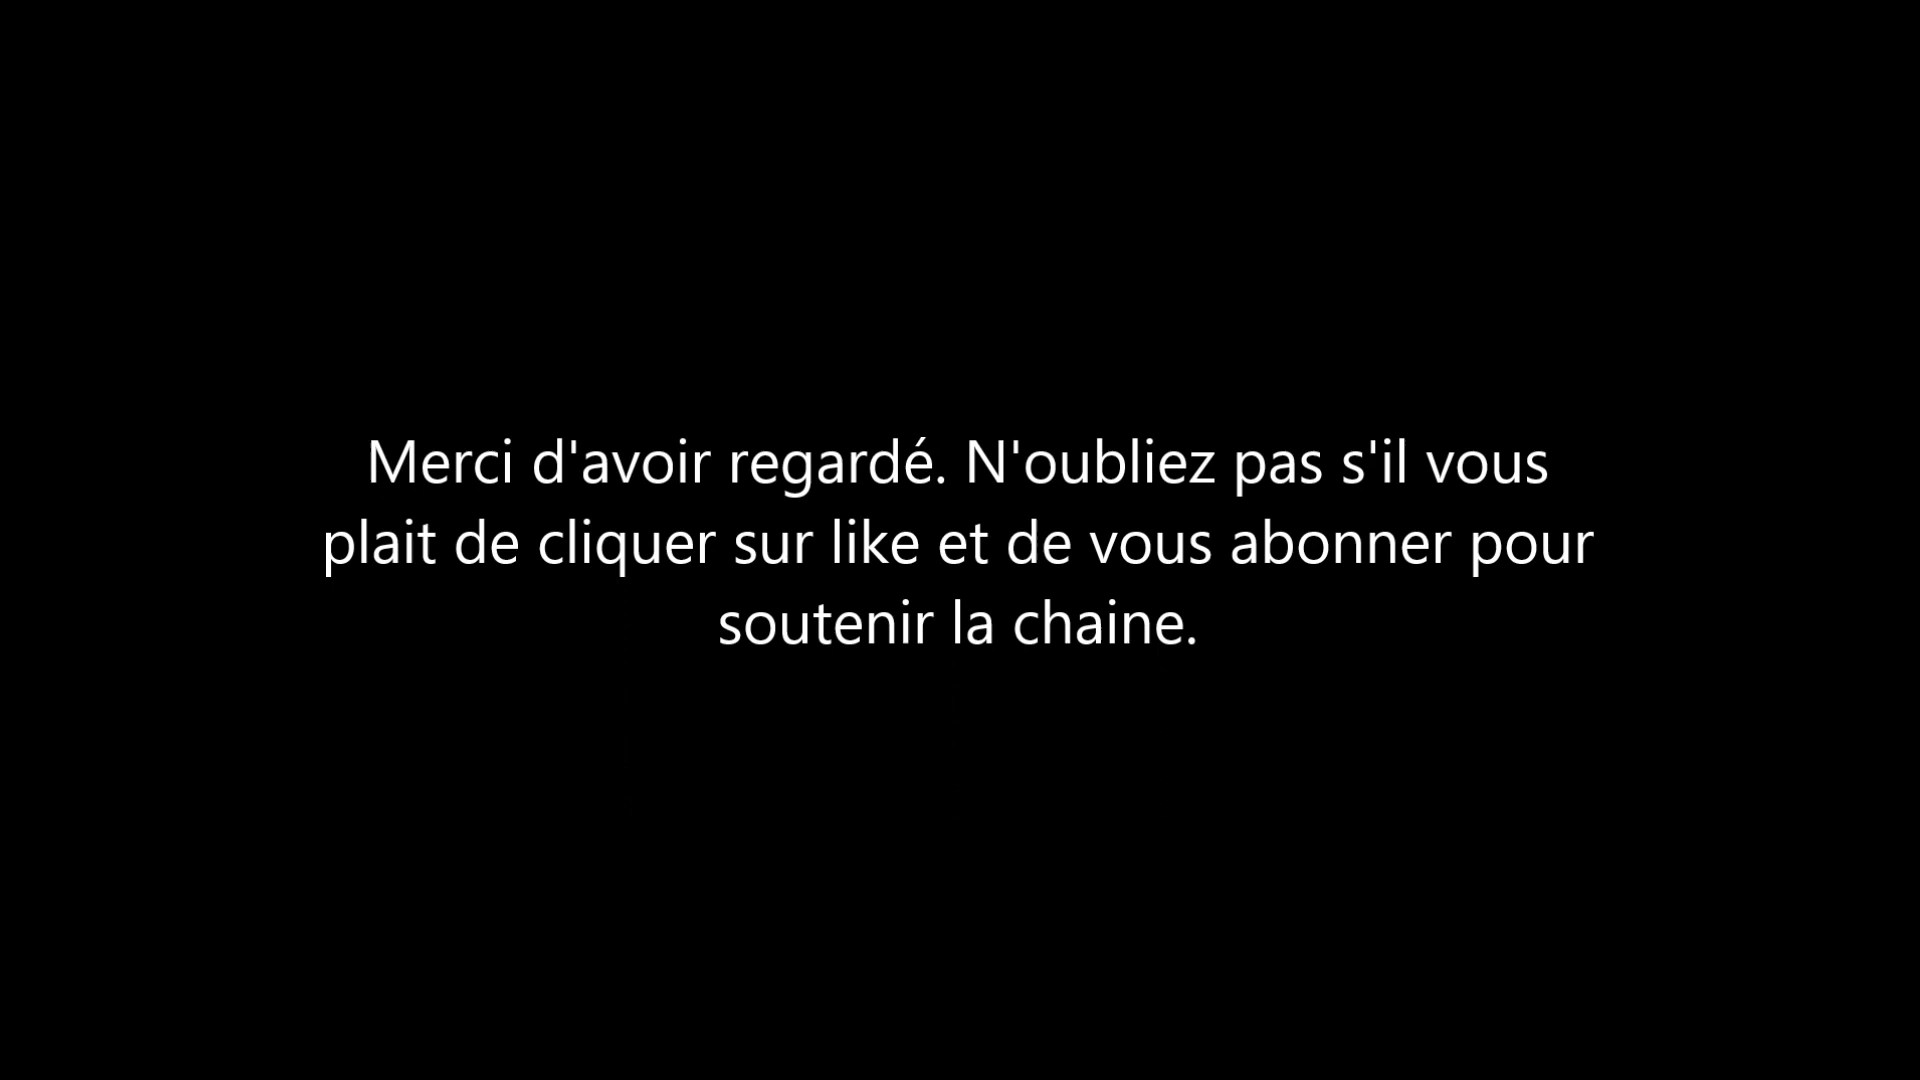 Merci d'avoir regardé. N'oubliez pas s'il vous
plait de cliquer sur like et de vous abonner pour
soutenir la chaine.